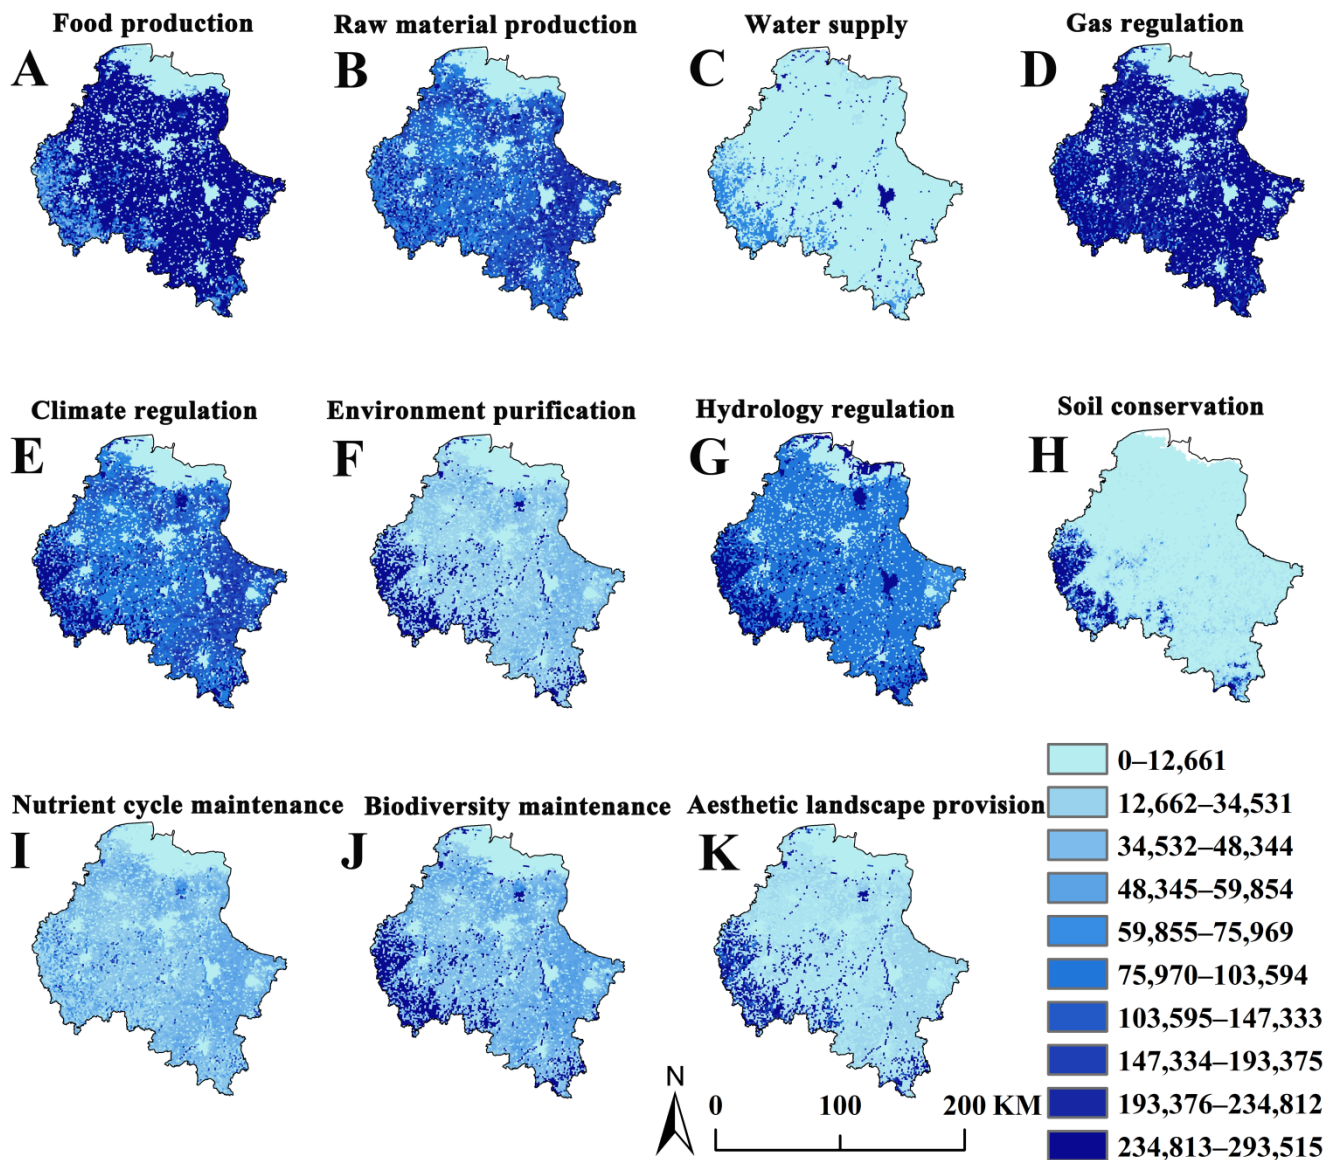 Food production
Raw material production
Water supply
Gas regulation
A
B
C
D
Climate regulation
Environment purification
Hydrology regulation
Soil conservation
E
F
G
H
Nutrient cycle maintenance
Biodiversity maintenance
Aesthetic landscape provision
I
J
K
0–12,661
12,662–34,531
34,532–48,344
48,345–59,854
59,855–75,969
75,970–103,594
103,595–147,333
147,334–193,375
193,376–234,812
234,813–293,515
N
0 100 200 KM